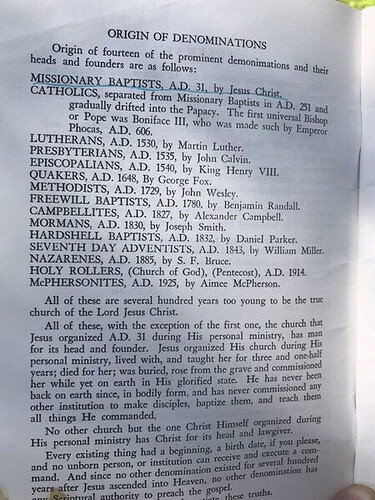 ORIGIN OF DENOMINATIONS
Origin of fourteen of the prominent demonimations and their
heads and founders are as follows:
MISSIONARY BAPTISTS, A.D. 31, by Jesus Christ.
CATHOLICS, separated from Missionary Baptists in A.D. 251 and
gradually drifted into the Papacy. The first universal Bishop
or Pope was Boniface III, who was made such by Emperor
Phocas, A.D. 606.
LUTHERANS, A.D. 1530, by Martin Luther.
PRESBYTERIANS, A.D. 1535, by John Calvin.
EPISCOPALIANS, A.D. 1540, by King Henry VIII.
QUAKERS, A.D. 1648, By George Fox.
METHODISTS, A.D. 1729, by John Wesley.
FREEWILL BAPTISTS, A.D. 1780, by Benjamin Randall.
CAMPBELLITES, A.D. 1827, by Alexander Campbell.
MORMANS, A.D. 1830, by Joseph Smith.
HARDSHELL BAPTISTS, A.D. 1832, by Daniel Parker.
SEVENTH DAY ADVENTISTS, A.D. 1843, by William Miller.
NAZARENES, A.D. 1885, by S. F. Bruce.
HOLY ROLLERS, (Church of God), (Pentecost), A.D. 1914.
McPHERSONITES, A.D. 1925, by Aimee McPherson.
All of these are several hundred years too young to be the true
church of the Lord Jesus Christ.
All of these, with the exception of the first one, the church that
Jesus organized A.D. 31 during His personal ministry, has man
for its head and founder. Jesus organized His church during His
personal ministry, lived with, and taught her for three and one-half
years; died for her; was buried, rose from the grave and commissioned
her while yet on earth in His glorified state. He has never been
back on earth since, in bodily form, and has never commissioned any
other institution to make disciples, baptize them, and teach them
all things He commanded.
No other church but the one Christ Himself organized during
His personal ministry has Christ for its head and lawgiver.
Every existing thing had a beginning, a birth date, if you please,
and no unborn person, or institution can receive and execute a com-
mand. And since no other denomination existed for several hundred
years after Jesus ascended into Heaven, no other denomination has
any Scriptural authority to preach the gospel.
these truths.